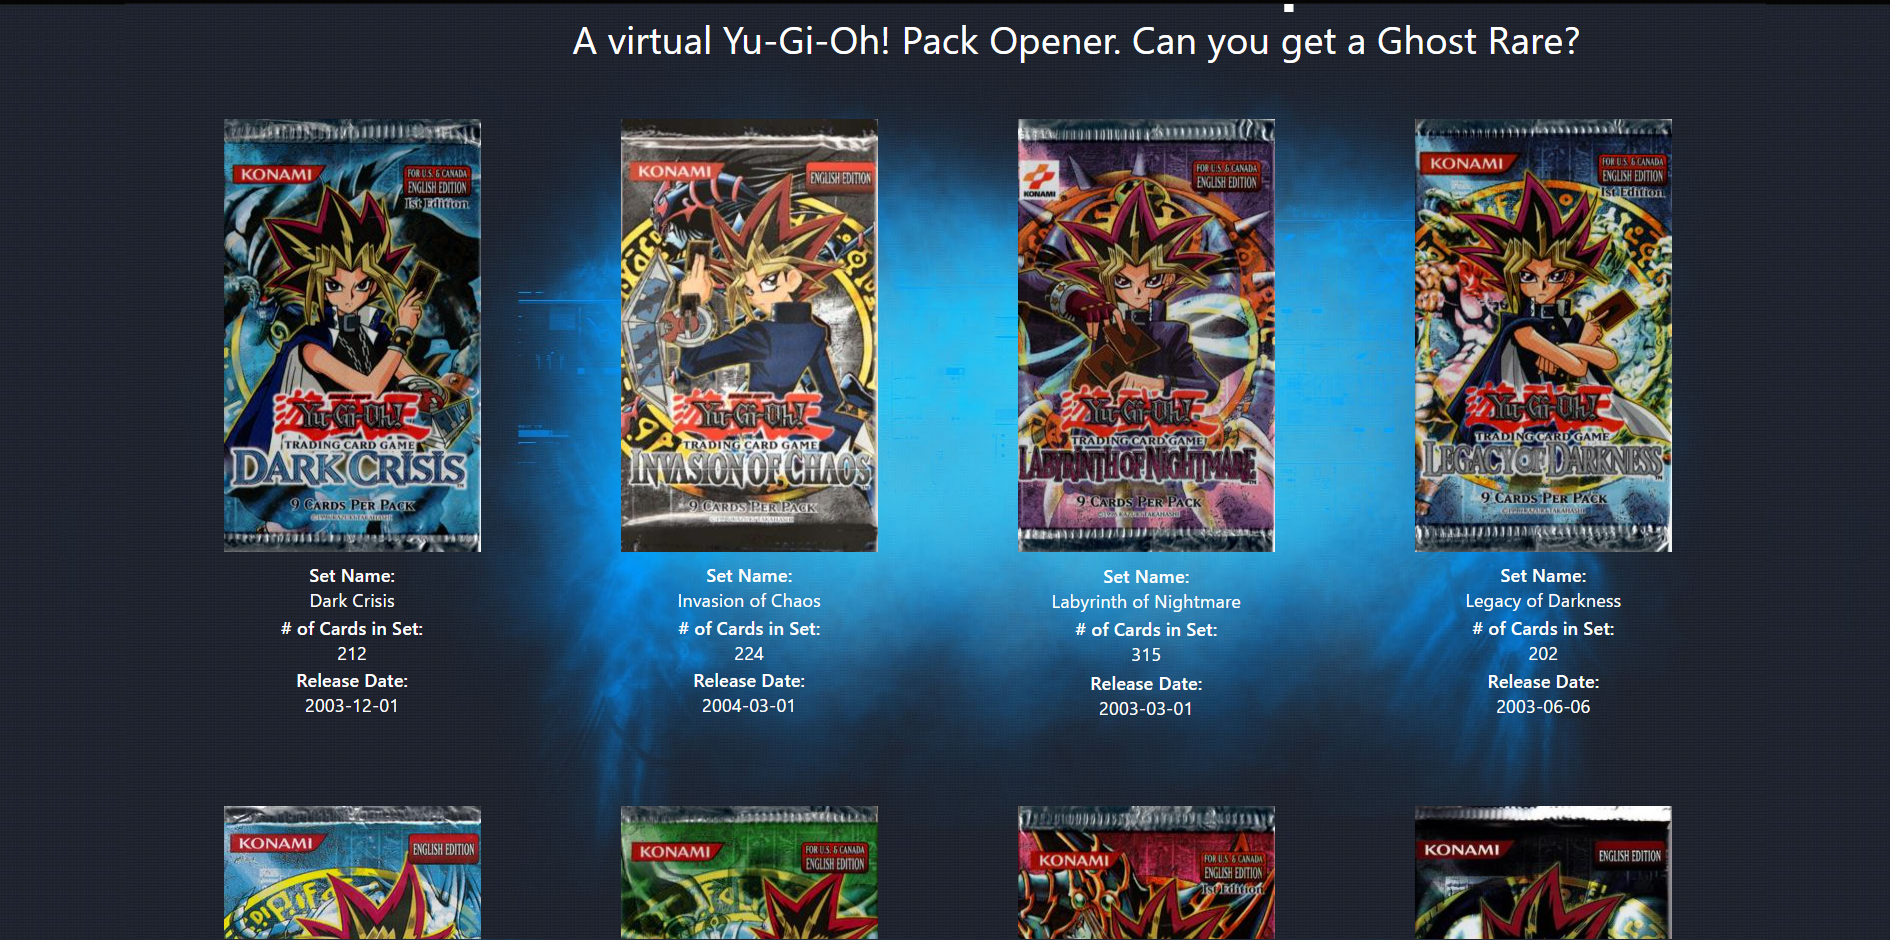 A virtual Yu-Gi-Oh! Pack Opener. Can you get a Ghost Rare?
KONAMI
FOR U.S. & CANADA
ENGLISH EDITION
1st Edition
Yu-Gi-Oh!
TRADING CARD GAME
DARK CRISIS
9 CARDS PER PACK
KONAMI
ENGLISH EDITION
Yu-Gi-Oh!
TRADING CARD GAME
INVASION OF CHAOS
9 CARDS PER PACK
KONAMI
FOR U.S. & CANADA
ENGLISH EDITION
Yu-Gi-Oh!
TRADING CARD GAME
LABYRINTH OF NIGHTMARE
9 CARDS PER PACK
KONAMI
FOR U.S. & CANADA
ENGLISH EDITION
1st Edition
Yu-Gi-Oh!
TRADING CARD GAME
LEGACY OF DARKNESS
9 CARDS PER PACK
Set Name:
Dark Crisis
# of Cards in Set:
212
Release Date:
2003-12-01
Set Name:
Invasion of Chaos
# of Cards in Set:
224
Release Date:
2004-03-01
Set Name:
Labyrinth of Nightmare
# of Cards in Set:
315
Release Date:
2003-03-01
Set Name:
Legacy of Darkness
# of Cards in Set:
202
Release Date:
2003-06-06
KONAMI
ENGLISH EDITION
KONAMI
FOR U.S. & CANADA
ENGLISH EDITION
KONAMI
FOR U.S. & CANADA
ENGLISH EDITION
1st Edition
KONAMI
ENGLISH EDITION